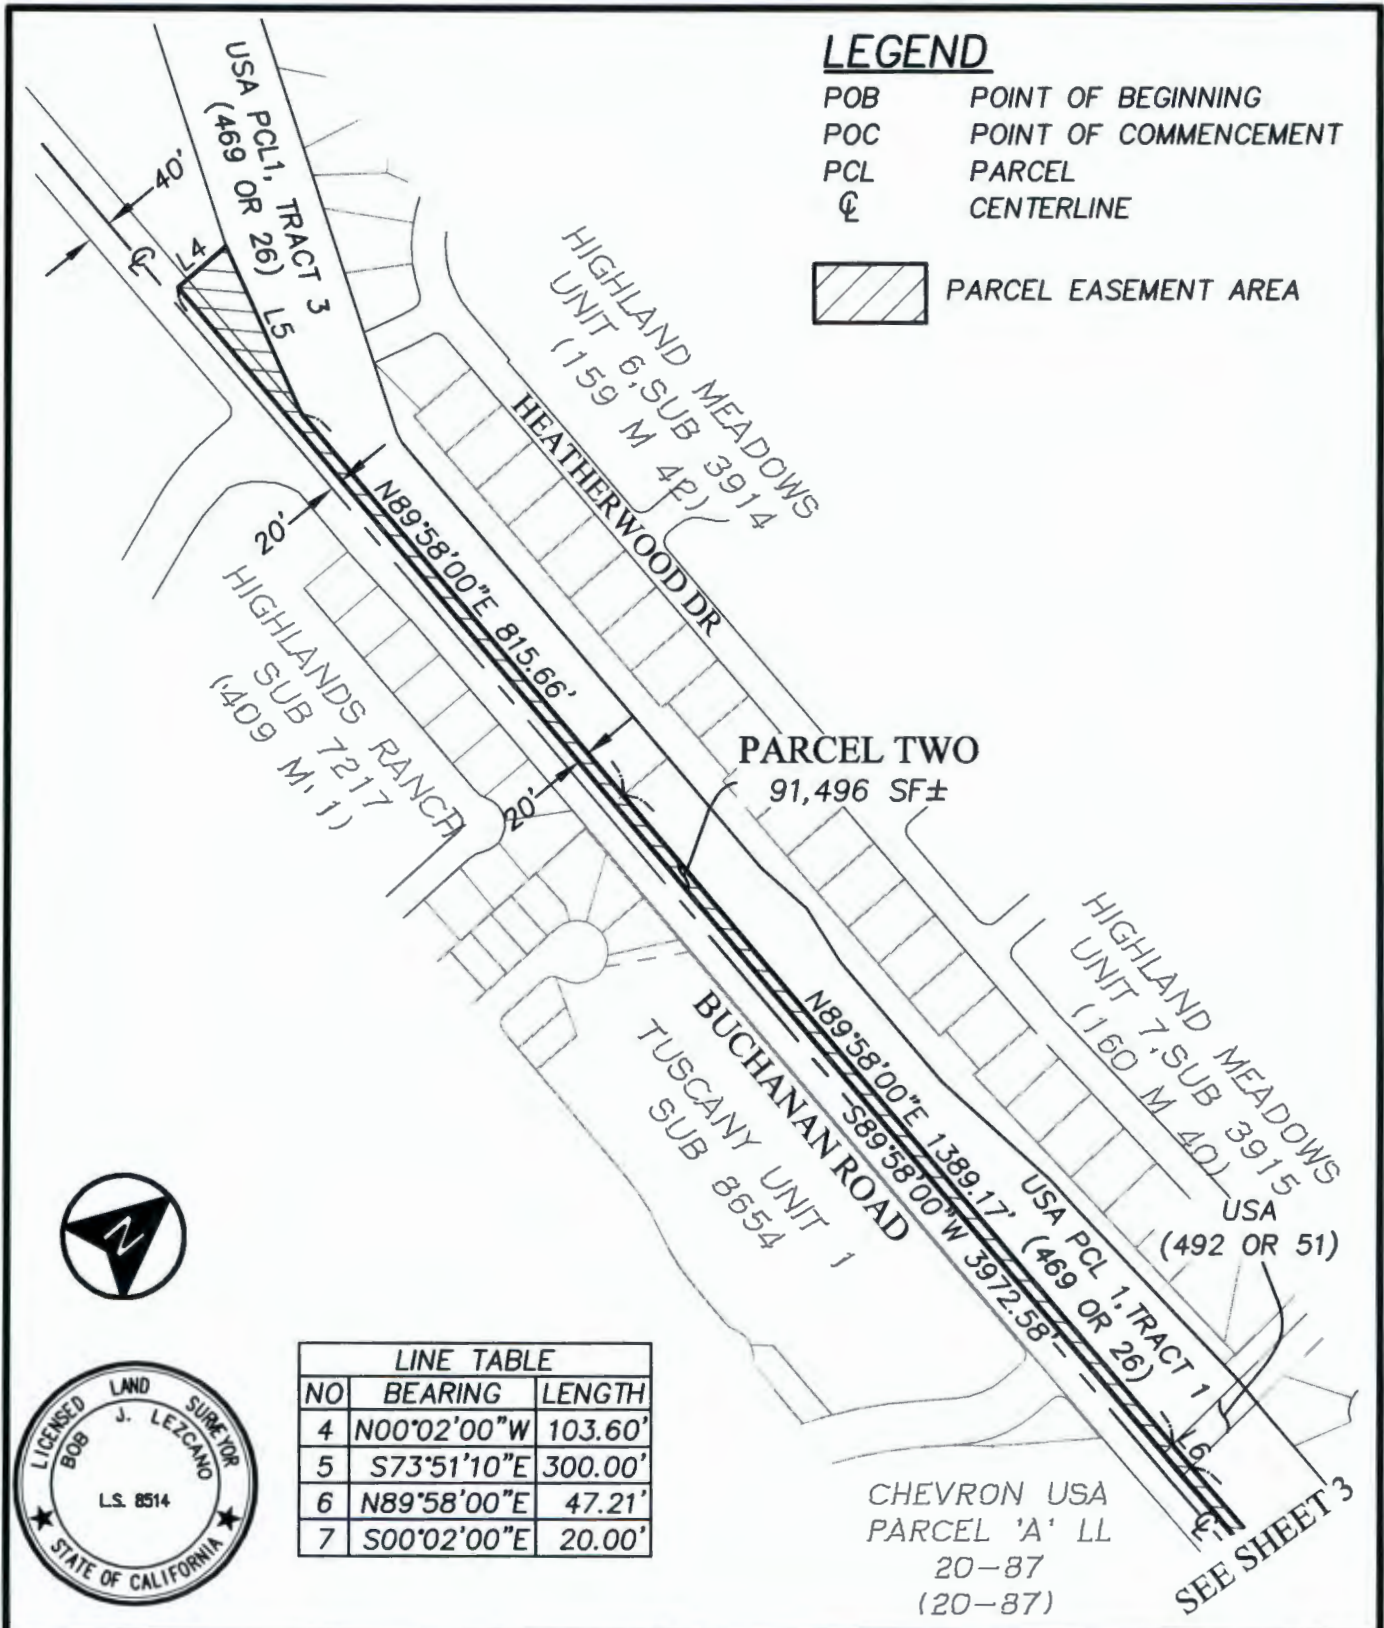 LEGEND
POB POINT OF BEGINNING
POC POINT OF COMMENCEMENT
PCL PARCEL
℄ CENTERLINE
PARCEL EASEMENT AREA
USA PCL1, TRACT 3
(469 OR 26)
40'
℄
L4
L5
HIGHLAND MEADOWS
UNIT 6,SUB 3914
(159 M 42)
HEATHERWOOD DR
20'
N89°58'00"E 815.66'
HIGHLANDS RANCH
SUB 7217
(409 M, 1)
20'
PARCEL TWO
91,496 SF±
HIGHLAND MEADOWS
UNIT 7,SUB 3915
(160 M 40)
BUCHANAN ROAD
TUSCANY UNIT 1
SUB 8654
N89°58'00"E 1389.17'
S89°58'00"W 3972.58'
USA PCL 1,TRACT 1
(469 OR 26)
USA
(492 OR 51)
L6
℄
SEE SHEET 3
CHEVRON USA
PARCEL 'A' LL
20-87
(20-87)
N
LICENSED LAND SURVEYOR
BOB J. LEZCANO
L.S. 8514
STATE OF CALIFORNIA
LINE TABLE
NO BEARING LENGTH
4 N00°02'00"W 103.60'
5 S73°51'10"E 300.00'
6 N89°58'00"E 47.21'
7 S00°02'00"E 20.00'